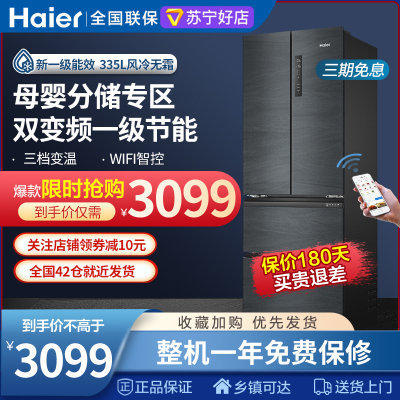 Haier 全国联保 苏宁好店
新一级能效 335L风冷无霜
Haier
三期免息
母婴分储专区
双变频一级节能
三档变温 WIFI智控
爆款限时抢购
到手价仅需
¥3099
关注店铺领券减10元
全国42仓就近发货
保价180天
买贵退差
到手价不高于
¥3099
收藏加购 优先发货
整机一年免费保修
正品保证 乡镇可达 送货上门